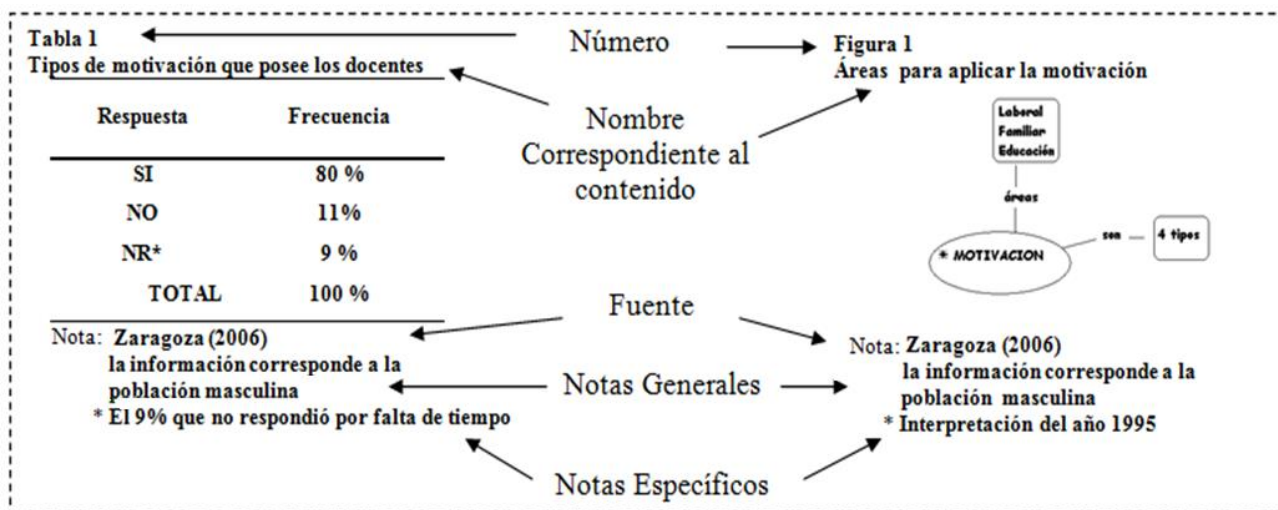 Tabla 1
Tipos de motivación que posee los docentes
Respuesta Frecuencia
SI 80 %
NO 11%
NR* 9 %
TOTAL 100 %
Nota: Zaragoza (2006)
la información corresponde a la
población masculina
* El 9% que no respondió por falta de tiempo
Número
Nombre
Correspondiente al
contenido
Fuente
Notas Generales
Notas Específicos
Figura 1
Áreas para aplicar la motivación
Laboral
Familiar
Educación
áreas
* MOTIVACION
son
4 tipos
Nota: Zaragoza (2006)
la información corresponde a la
población masculina
* Interpretación del año 1995